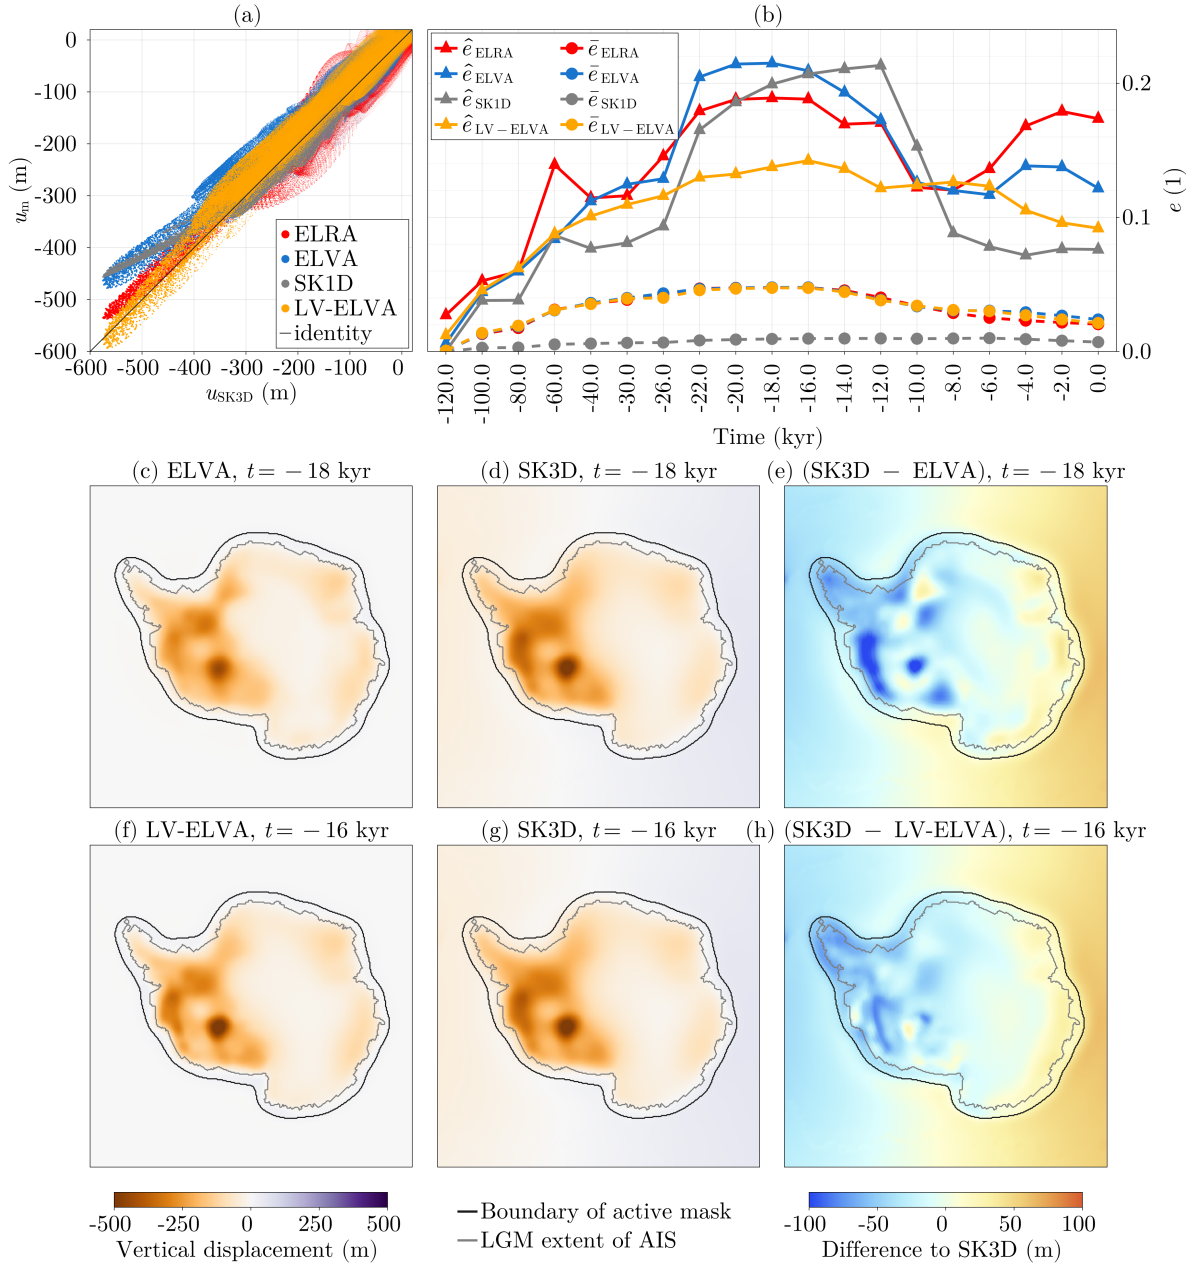 (a)
(b)
0
-100
-200
-300
-400
-500
-600
u_m (m)
-600 -500 -400 -300 -200 -100 0
u_SK3D (m)
ELRA
ELVA
SK1D
LV-ELVA
identity
ê_ELRA ē_ELRA
ê_ELVA ē_ELVA
ê_SK1D ē_SK1D
ê_LV−ELVA ē_LV−ELVA
0.2
0.1
0.0
e (1)
-120.0 -100.0 -80.0 -60.0 -40.0 -30.0 -26.0 -22.0 -20.0 -18.0 -16.0 -14.0 -12.0 -10.0 -8.0 -6.0 -4.0 -2.0 0.0
Time (kyr)
(c) ELVA, t = − 18 kyr
(d) SK3D, t = − 18 kyr
(e) (SK3D − ELVA), t = − 18 kyr
(f) LV-ELVA, t = − 16 kyr
(g) SK3D, t = − 16 kyr
(h) (SK3D − LV-ELVA), t = − 16 kyr
-500 -250 0 250 500
Vertical displacement (m)
Boundary of active mask
LGM extent of AIS
-100 -50 0 50 100
Difference to SK3D (m)